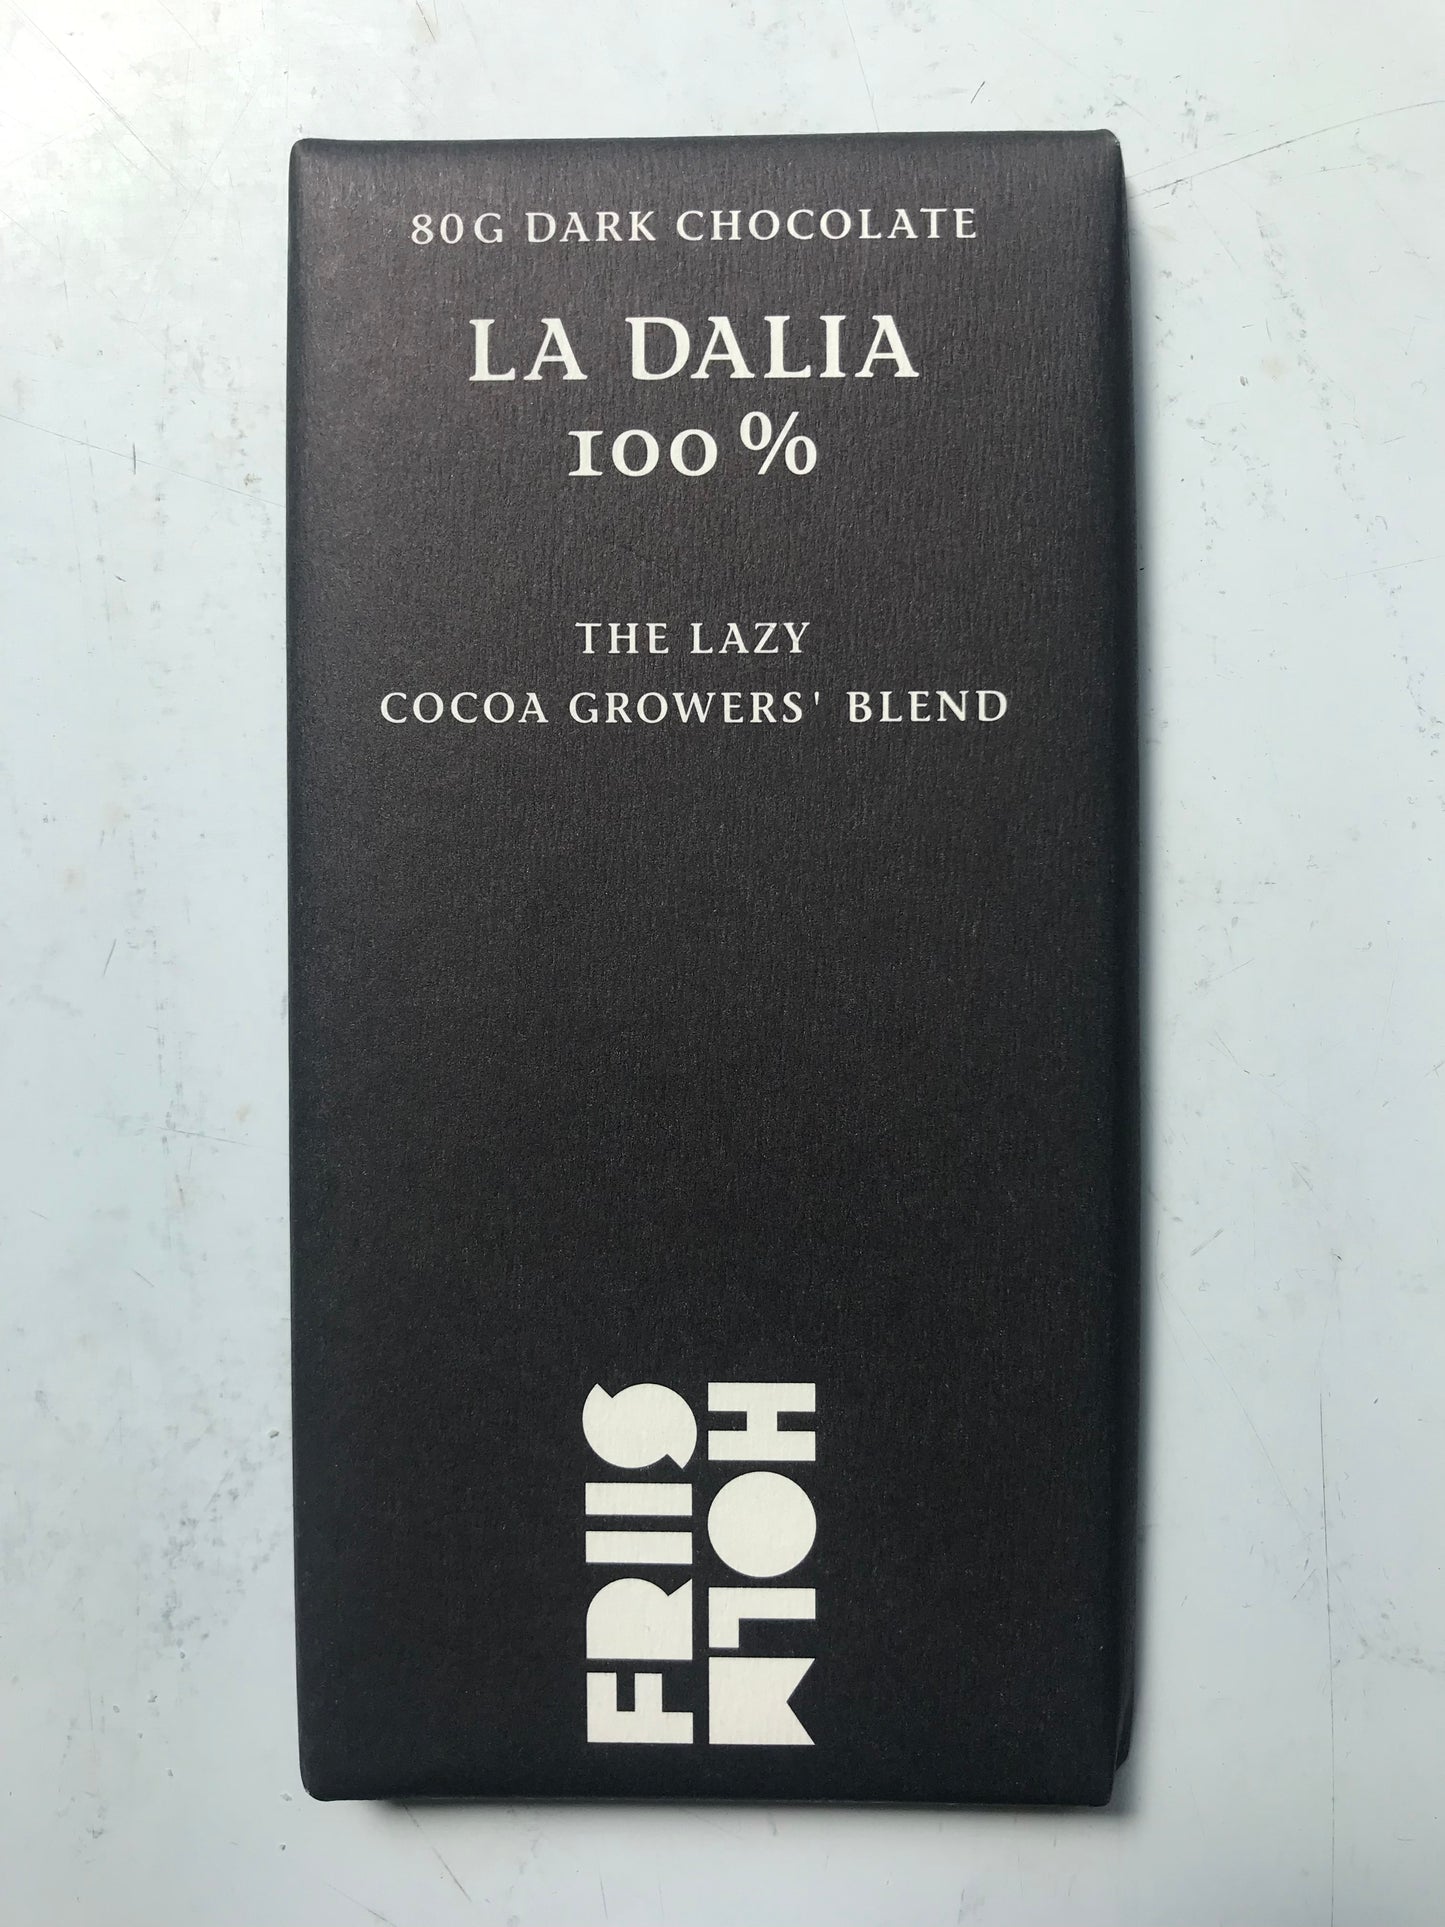 80G DARK CHOCOLATE
LA DALIA
100 %
THE LAZY
COCOA GROWERS' BLEND
FRIIS
HOLM